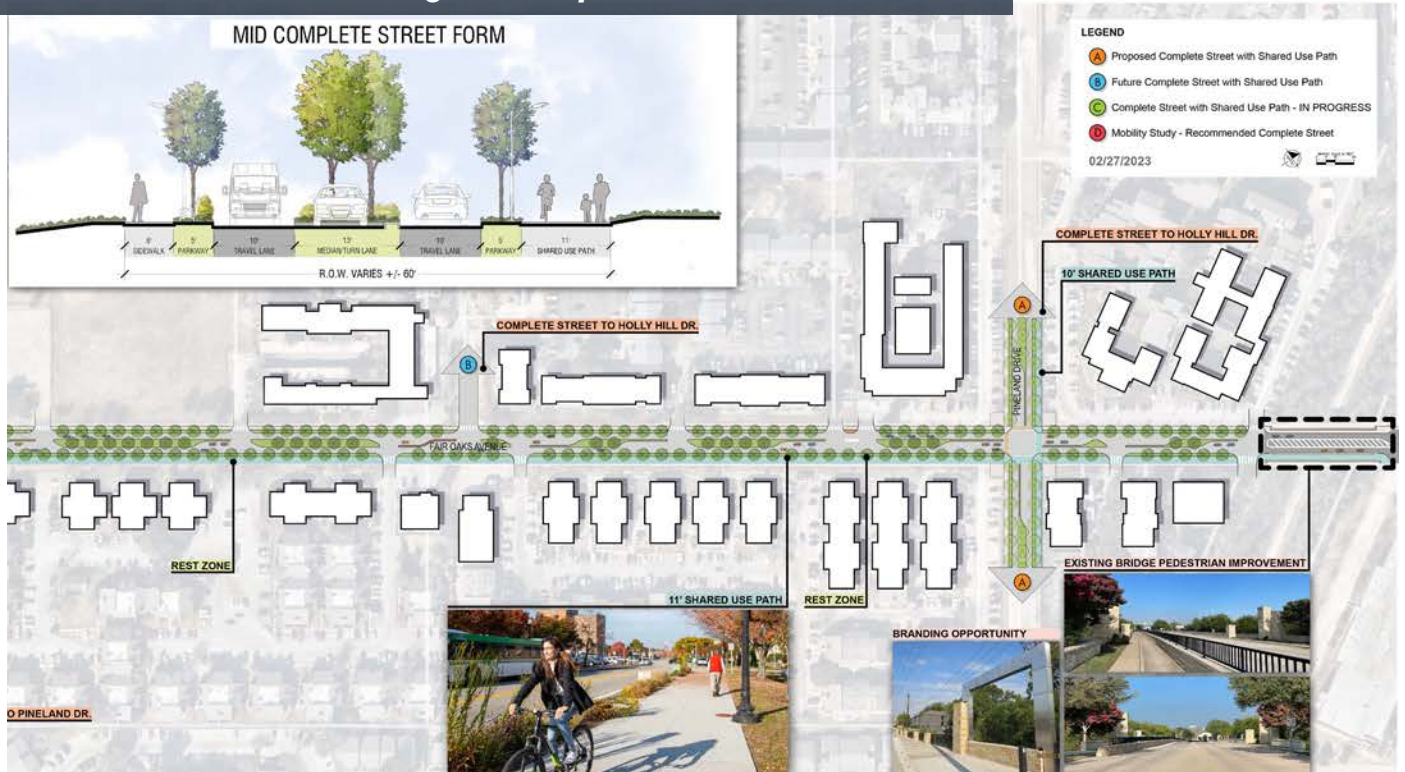 MID COMPLETE STREET FORM
6' 5' 10' 13' 10' 5' 11'
SIDEWALK PARKWAY TRAVEL LANE MEDIAN/TURN LANE TRAVEL LANE PARKWAY SHARED USE PATH
R.O.W. VARIES +/- 60'
LEGEND
A Proposed Complete Street with Shared Use Path
B Future Complete Street with Shared Use Path
C Complete Street with Shared Use Path - IN PROGRESS
D Mobility Study - Recommended Complete Street
02/27/2023
COMPLETE STREET TO HOLLY HILL DR.
10' SHARED USE PATH
A
COMPLETE STREET TO HOLLY HILL DR.
B
PINELAND DRIVE
FAIR OAKS AVENUE
REST ZONE
11' SHARED USE PATH
REST ZONE
A
EXISTING BRIDGE PEDESTRIAN IMPROVEMENT
BRANDING OPPORTUNITY
O PINELAND DR.